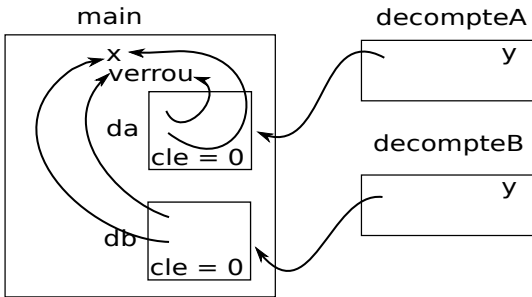 main
x
verrou
da
cle = 0
db
cle = 0
decompteA
y
decompteB
y